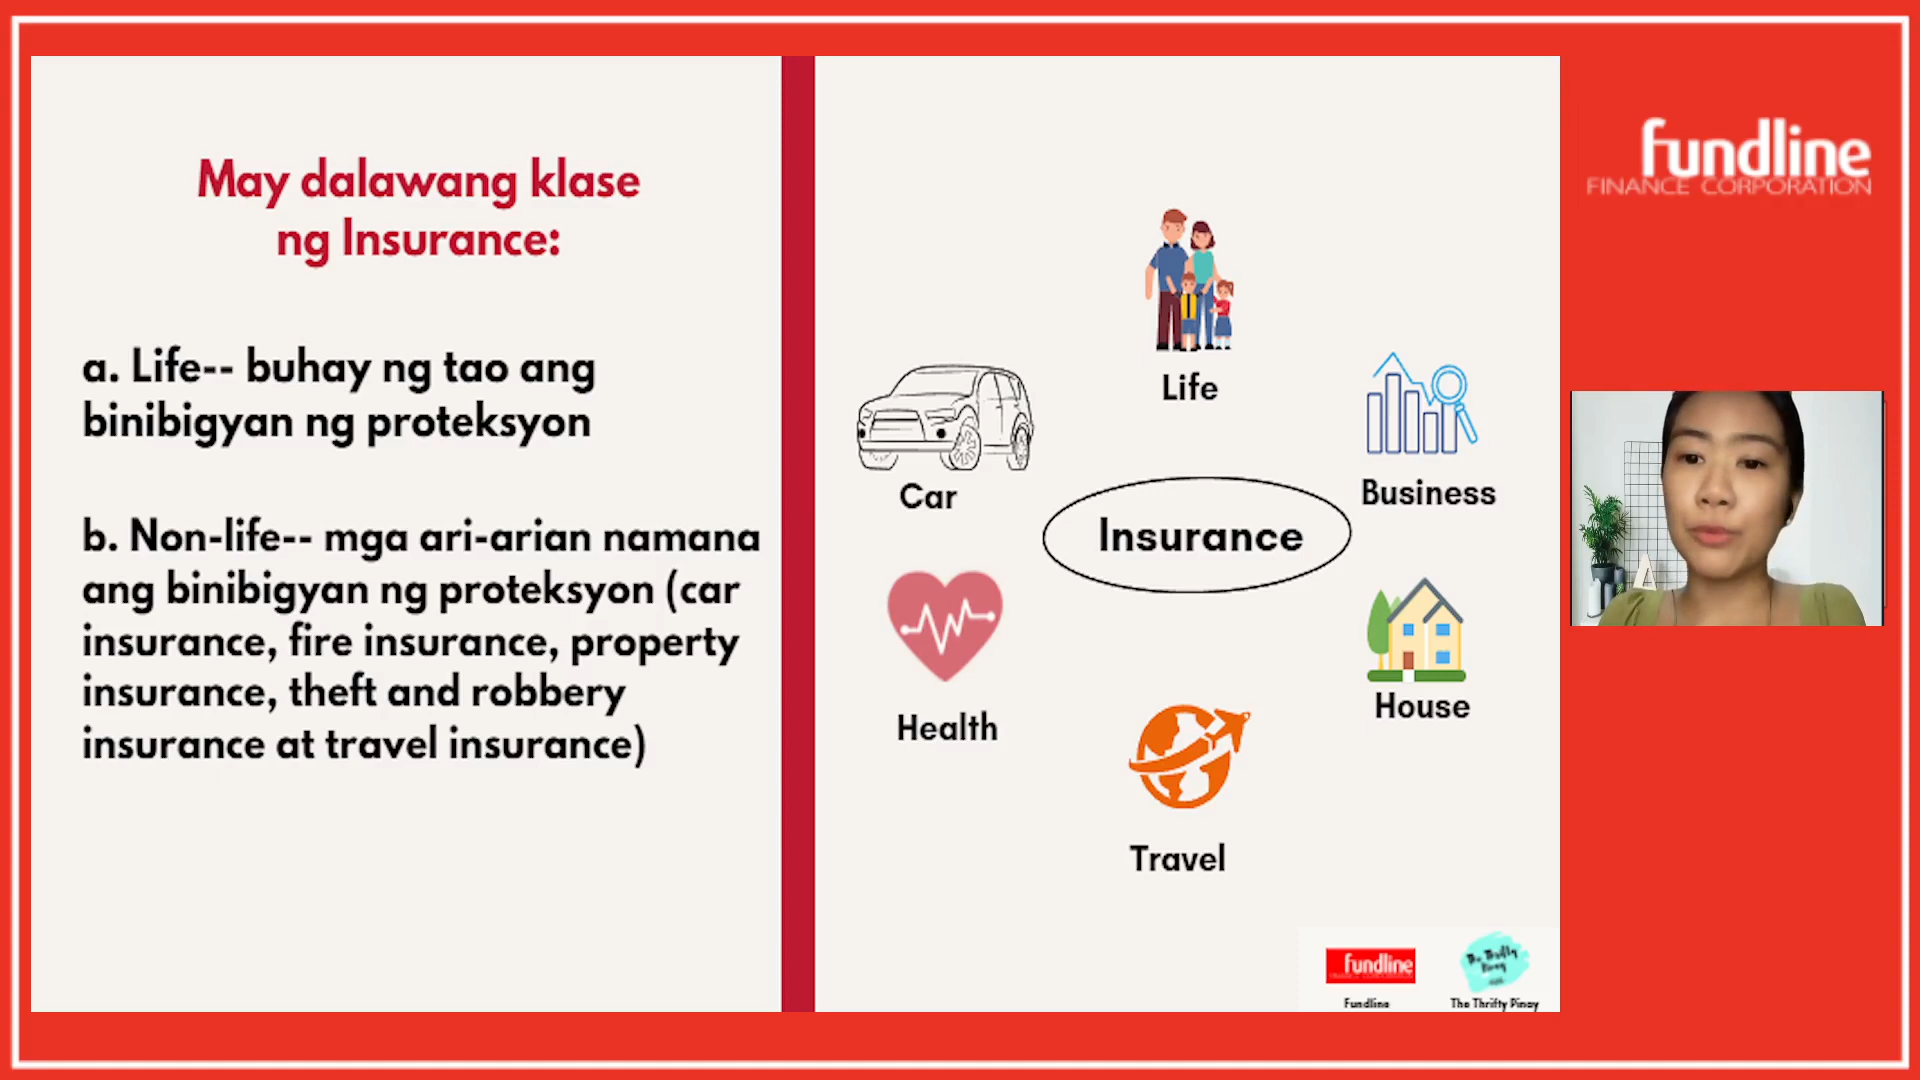 May dalawang klase
ng Insurance:
a. Life-- buhay ng tao ang
binibigyan ng proteksyon
b. Non-life-- mga ari-arian namana
ang binibigyan ng proteksyon (car
insurance, fire insurance, property
insurance, theft and robbery
insurance at travel insurance)
Life
Car
Business
Insurance
Health
House
Travel
fundline
Fundline
The Thrifty Pinay
fundline
FINANCE CORPORATION